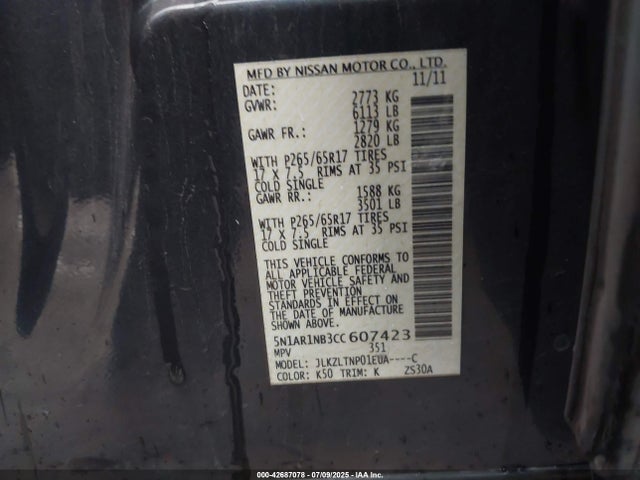 MFD BY NISSAN MOTOR CO., LTD.
DATE: 11/11
GVWR: 2773 KG
6113 LB
GAWR FR.: 1279 KG
2820 LB
WITH P265/65R17 TIRES
17 X 7.5 RIMS AT 35 PSI
COLD SINGLE
GAWR RR.: 1588 KG
3501 LB
WITH P265/65R17 TIRES
17 X 7.5 RIMS AT 35 PSI
COLD SINGLE
THIS VEHICLE CONFORMS TO
ALL APPLICABLE FEDERAL
MOTOR VEHICLE SAFETY AND
THEFT PREVENTION
STANDARDS IN EFFECT ON
THE DATE OF MANUFACTURE
SHOWN ABOVE.
5N1AR1NB3CC607423
MPV 351
MODEL: JLKZLTNP01EUA----C
COLOR: K50 TRIM: K ZS30A
000-42687078 - 07/09/2025 - IAA Inc.